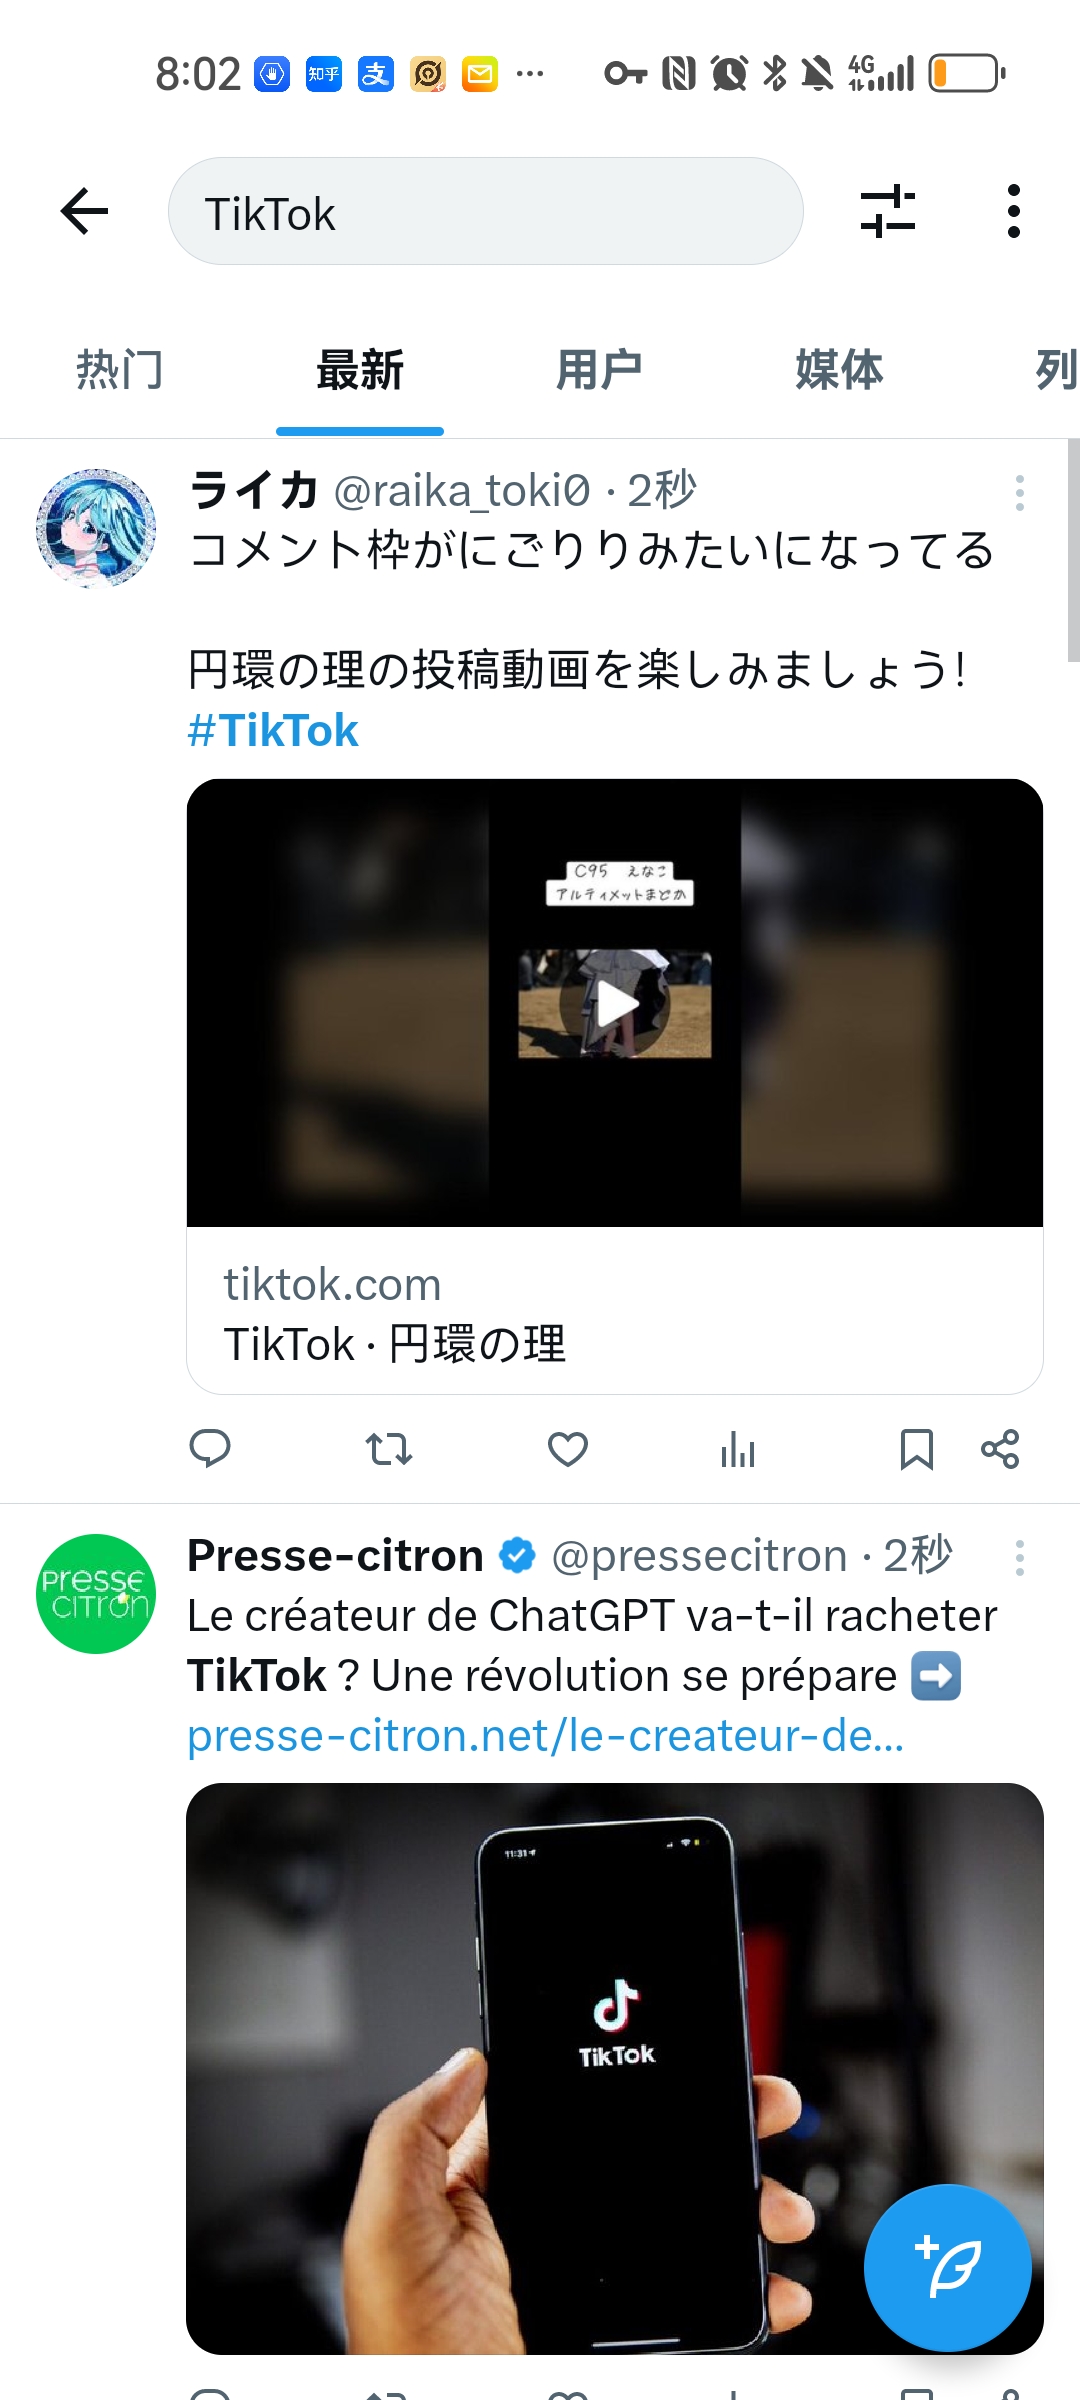 8:02 知乎 支 ... 4G
TikTok
热门 最新 用户 媒体 列
ライカ @raika_toki0 · 2秒
コメント枠がにごりりみたいになってる
円環の理の投稿動画を楽しみましょう!
#TikTok
C95 えなこ
アルティメットまどか
tiktok.com
TikTok · 円環の理
Presse-citron @pressecitron · 2秒
PRESSE
CITRON
Le créateur de ChatGPT va-t-il racheter
TikTok ? Une révolution se prépare ➡️
presse-citron.net/le-createur-de...
11:31
TikTok